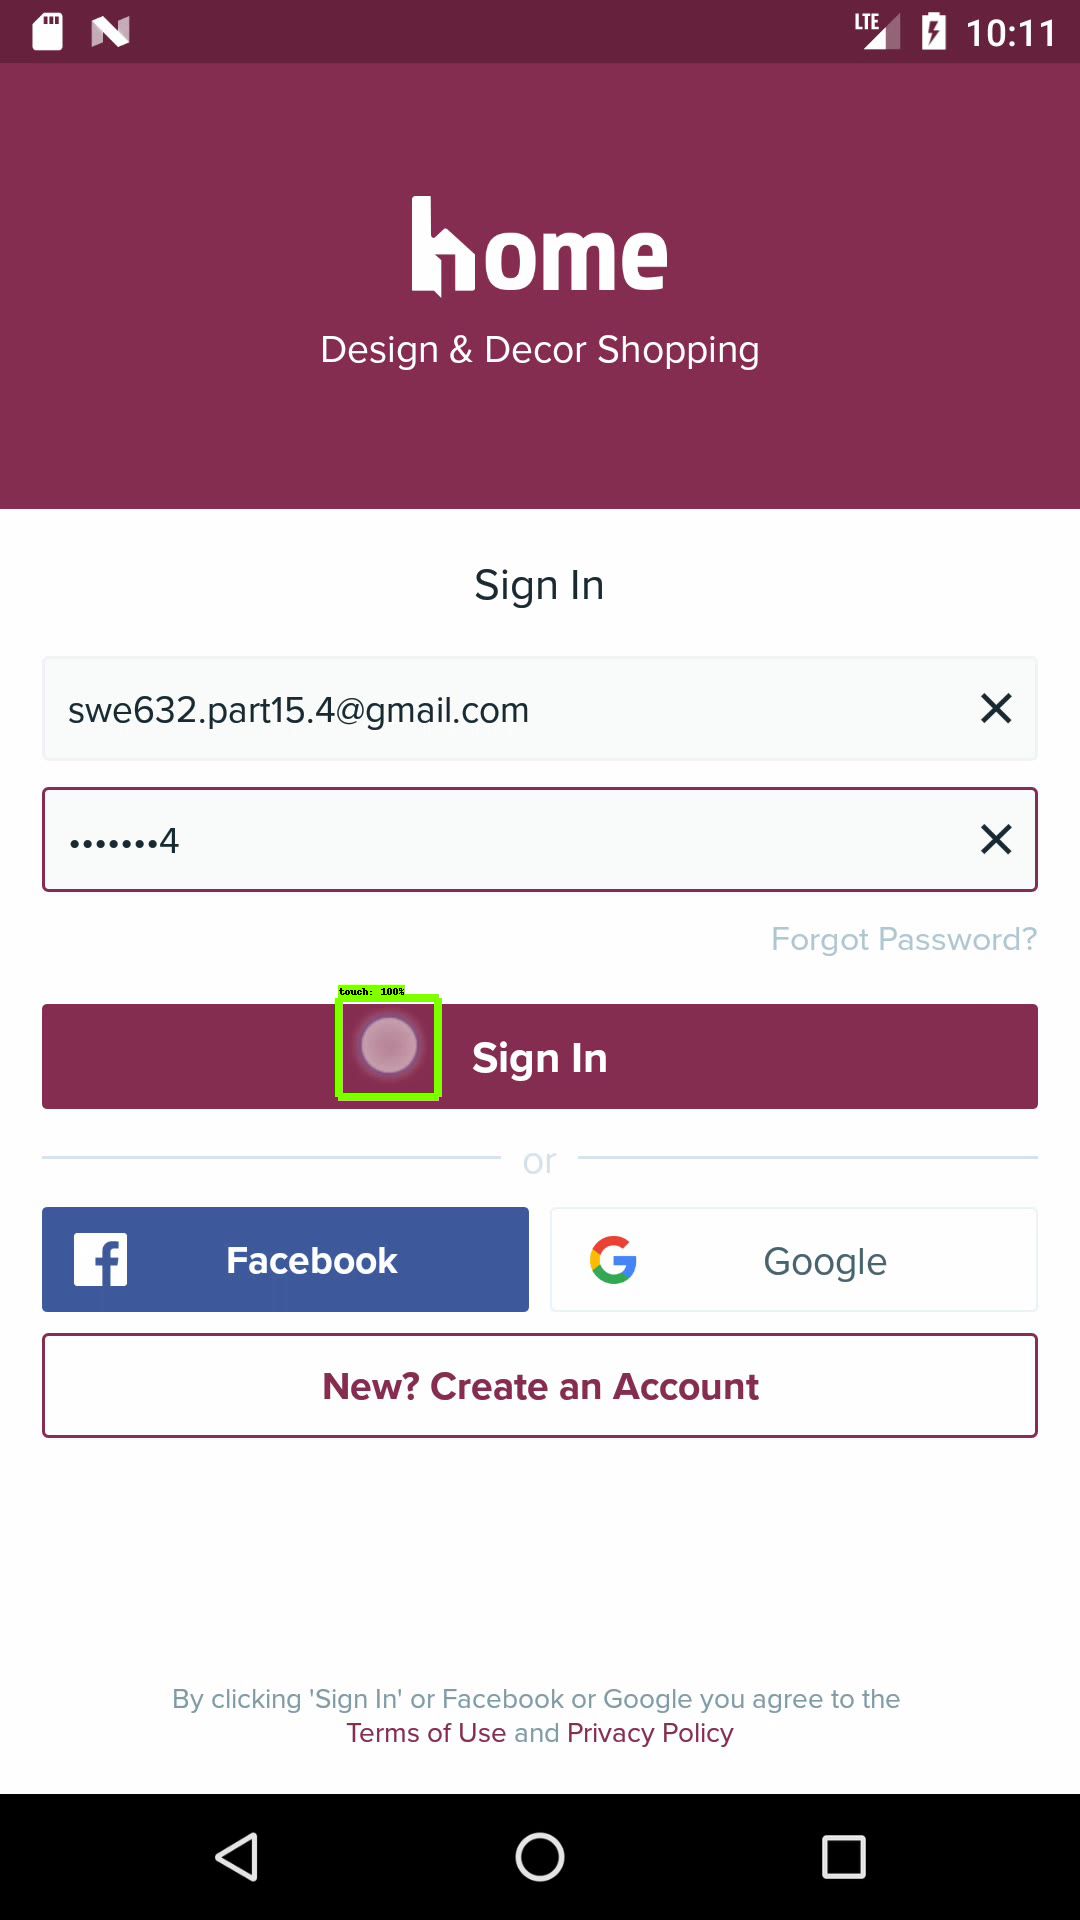 LTE 10:11
home
Design & Decor Shopping
Sign In
swe632.part15.4@gmail.com
•••••••4
Forgot Password?
touch: 100%
Sign In
or
Facebook
Google
New? Create an Account
By clicking 'Sign In' or Facebook or Google you agree to the
Terms of Use and Privacy Policy